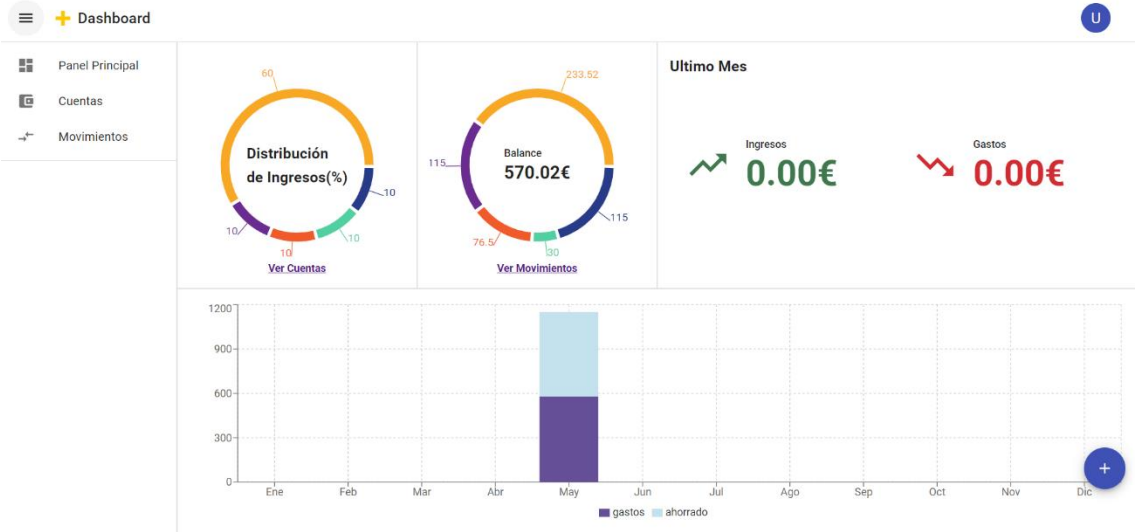 Dashboard
U
Panel Principal
Cuentas
Movimientos
60
10
10
10
10
Distribución
de Ingresos(%)
Ver Cuentas
233.52
115
115
76.5
30
Balance
570.02€
Ver Movimientos
Ultimo Mes
Ingresos
0.00€
Gastos
0.00€
1200
900
600
300
0
Ene Feb Mar Abr May Jun Jul Ago Sep Oct Nov Dic
gastos ahorrado
+